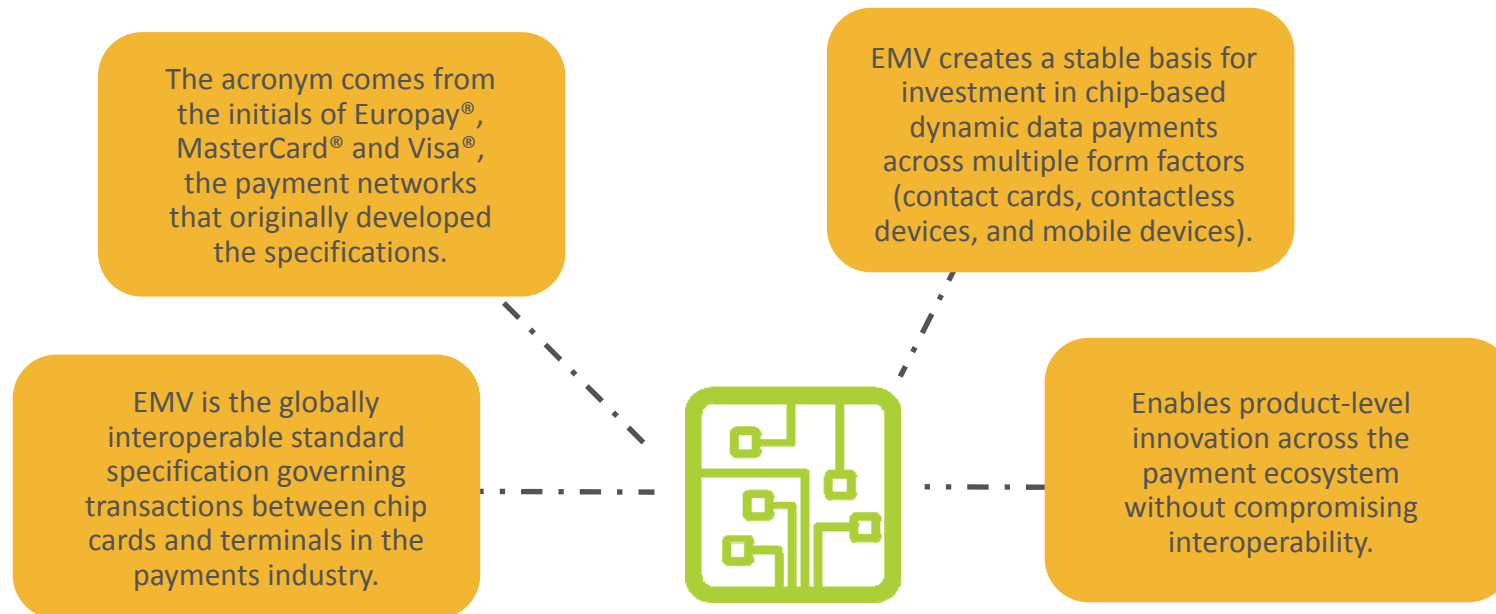 The acronym comes from
the initials of Europay®,
MasterCard® and Visa®,
the payment networks
that originally developed
the specifications.
EMV creates a stable basis for
investment in chip-based
dynamic data payments
across multiple form factors
(contact cards, contactless
devices, and mobile devices).
EMV is the globally
interoperable standard
specification governing
transactions between chip
cards and terminals in the
payments industry.
Enables product-level
innovation across the
payment ecosystem
without compromising
interoperability.